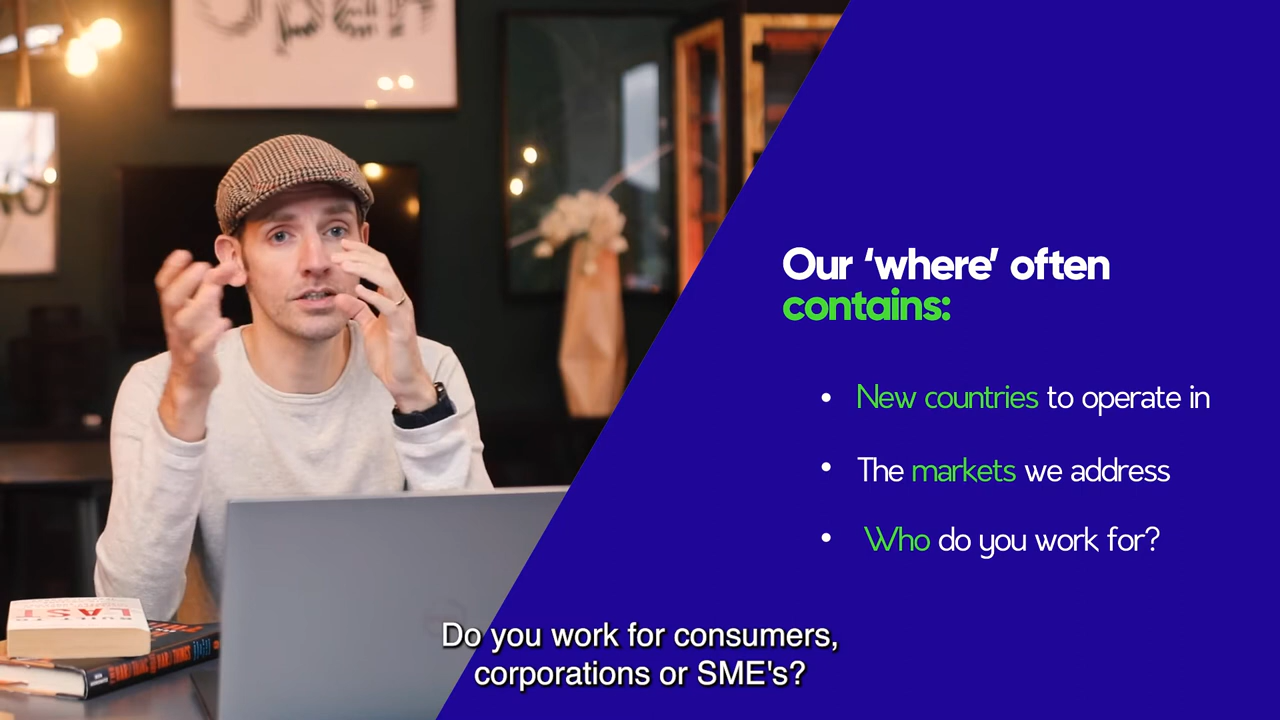 Our ‘where’ often
contains:
• New countries to operate in
• The markets we address
• Who do you work for?
LAST
Do you work for consumers,
corporations or SME's?